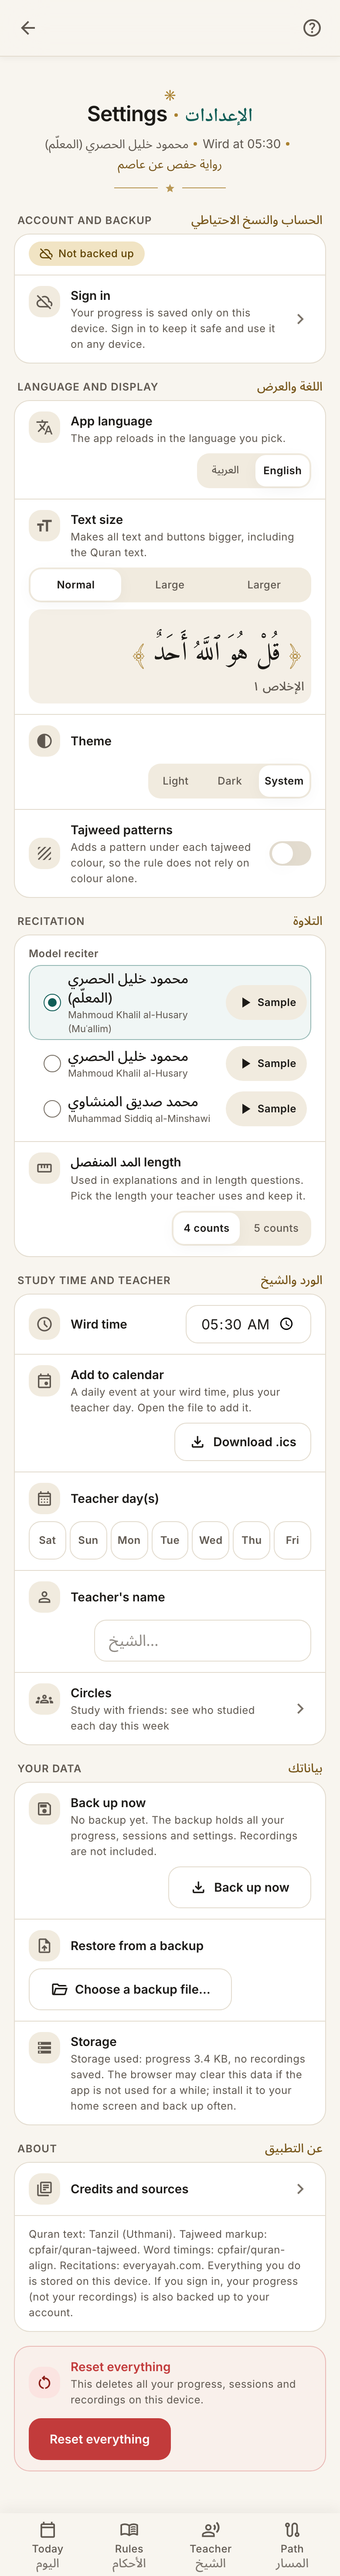 Settings • الإعدادات
محمود خليل الحصري (المعلّم) • Wird at 05:30 •
رواية حفص عن عاصم
ACCOUNT AND BACKUP الحساب والنسخ الاحتياطي
Not backed up
Sign in
Your progress is saved only on this
device. Sign in to keep it safe and use it
on any device.
LANGUAGE AND DISPLAY اللغة والعرض
App language
The app reloads in the language you pick.
العربية English
Text size
Makes all text and buttons bigger, including
the Quran text.
Normal Large Larger
﴿ قُلْ هُوَ ٱللَّهُ أَحَدٌ ﴾
الإخلاص ١
Theme
Light Dark System
Tajweed patterns
Adds a pattern under each tajweed
colour, so the rule does not rely on
colour alone.
RECITATION التلاوة
Model reciter
محمود خليل الحصري
(المعلّم)
Mahmoud Khalil al-Husary
(Muʿallim)
Sample
محمود خليل الحصري
Mahmoud Khalil al-Husary
Sample
محمد صديق المنشاوي
Muhammad Siddiq al-Minshawi
Sample
المد المنفصل length
Used in explanations and in length questions.
Pick the length your teacher uses and keep it.
4 counts 5 counts
STUDY TIME AND TEACHER الورد والشيخ
Wird time 05:30 AM
Add to calendar
A daily event at your wird time, plus your
teacher day. Open the file to add it.
Download .ics
Teacher day(s)
Sat Sun Mon Tue Wed Thu Fri
Teacher's name
الشيخ...
Circles
Study with friends: see who studied
each day this week
YOUR DATA بياناتك
Back up now
No backup yet. The backup holds all your
progress, sessions and settings. Recordings
are not included.
Back up now
Restore from a backup
Choose a backup file...
Storage
Storage used: progress 3.4 KB, no recordings
saved. The browser may clear this data if the
app is not used for a while; install it to your
home screen and back up often.
ABOUT عن التطبيق
Credits and sources
Quran text: Tanzil (Uthmani). Tajweed markup:
cpfair/quran-tajweed. Word timings: cpfair/quran-
align. Recitations: everyayah.com. Everything you do
is stored on this device. If you sign in, your progress
(not your recordings) is also backed up to your
account.
Reset everything
This deletes all your progress, sessions and
recordings on this device.
Reset everything
Today Rules Teacher Path
اليوم الأحكام الشيخ المسار